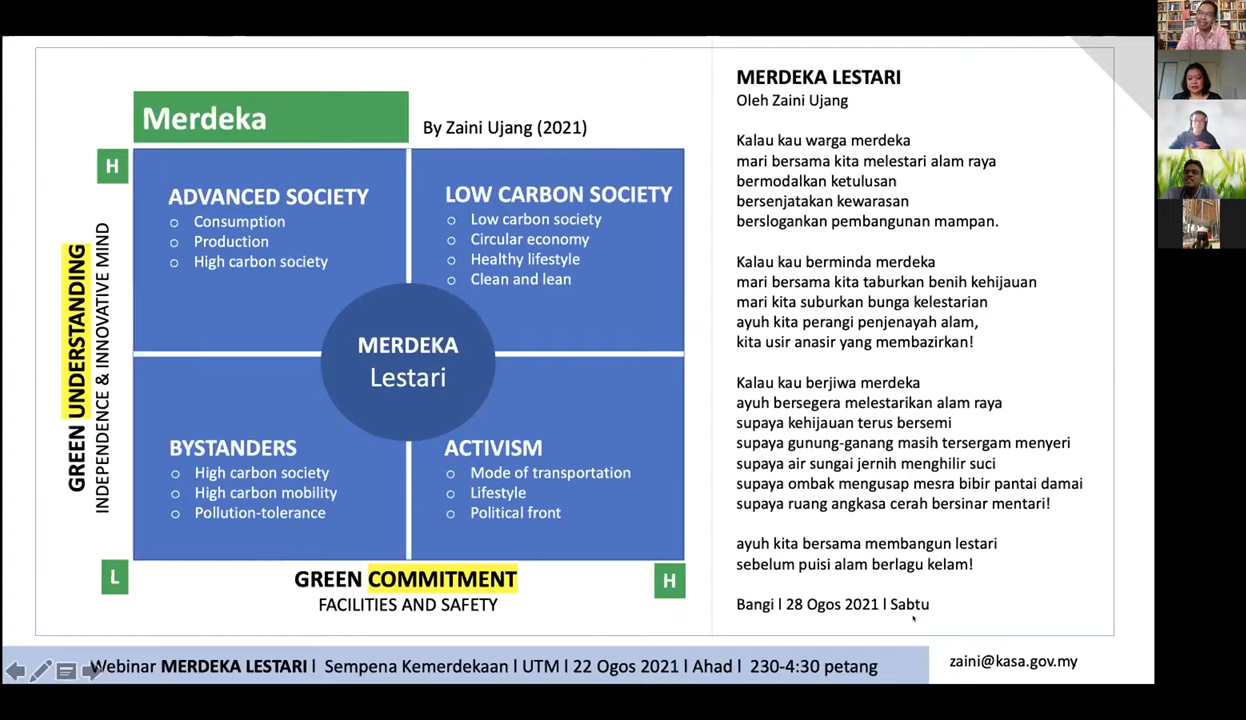 Merdeka
By Zaini Ujang (2021)
H
ADVANCED SOCIETY
○ Consumption
○ Production
○ High carbon society
LOW CARBON SOCIETY
○ Low carbon society
○ Circular economy
○ Healthy lifestyle
○ Clean and lean
GREEN UNDERSTANDING
INDEPENDENCE & INNOVATIVE MIND
MERDEKA
Lestari
BYSTANDERS
○ High carbon society
○ High carbon mobility
○ Pollution-tolerance
ACTIVISM
○ Mode of transportation
○ Lifestyle
○ Political front
L
GREEN COMMITMENT
FACILITIES AND SAFETY
H
MERDEKA LESTARI
Oleh Zaini Ujang
Kalau kau warga merdeka
mari bersama kita melestari alam raya
bermodalkan ketulusan
bersenjatakan kewarasan
berslogankan pembangunan mampan.
Kalau kau berminda merdeka
mari bersama kita taburkan benih kehijauan
mari kita suburkan bunga kelestarian
ayuh kita perangi penjenayah alam,
kita usir anasir yang membazirkan!
Kalau kau berjiwa merdeka
ayuh bersegera melestarikan alam raya
supaya kehijauan terus bersemi
supaya gunung-ganang masih tersergam menyeri
supaya air sungai jernih menghilir suci
supaya ombak mengusap mesra bibir pantai damai
supaya ruang angkasa cerah bersinar mentari!
ayuh kita bersama membangun lestari
sebelum puisi alam berlagu kelam!
Bangi l 28 Ogos 2021 l Sabtu
Webinar MERDEKA LESTARI l Sempena Kemerdekaan l UTM l 22 Ogos 2021 l Ahad l 230-4:30 petang
zaini@kasa.gov.my